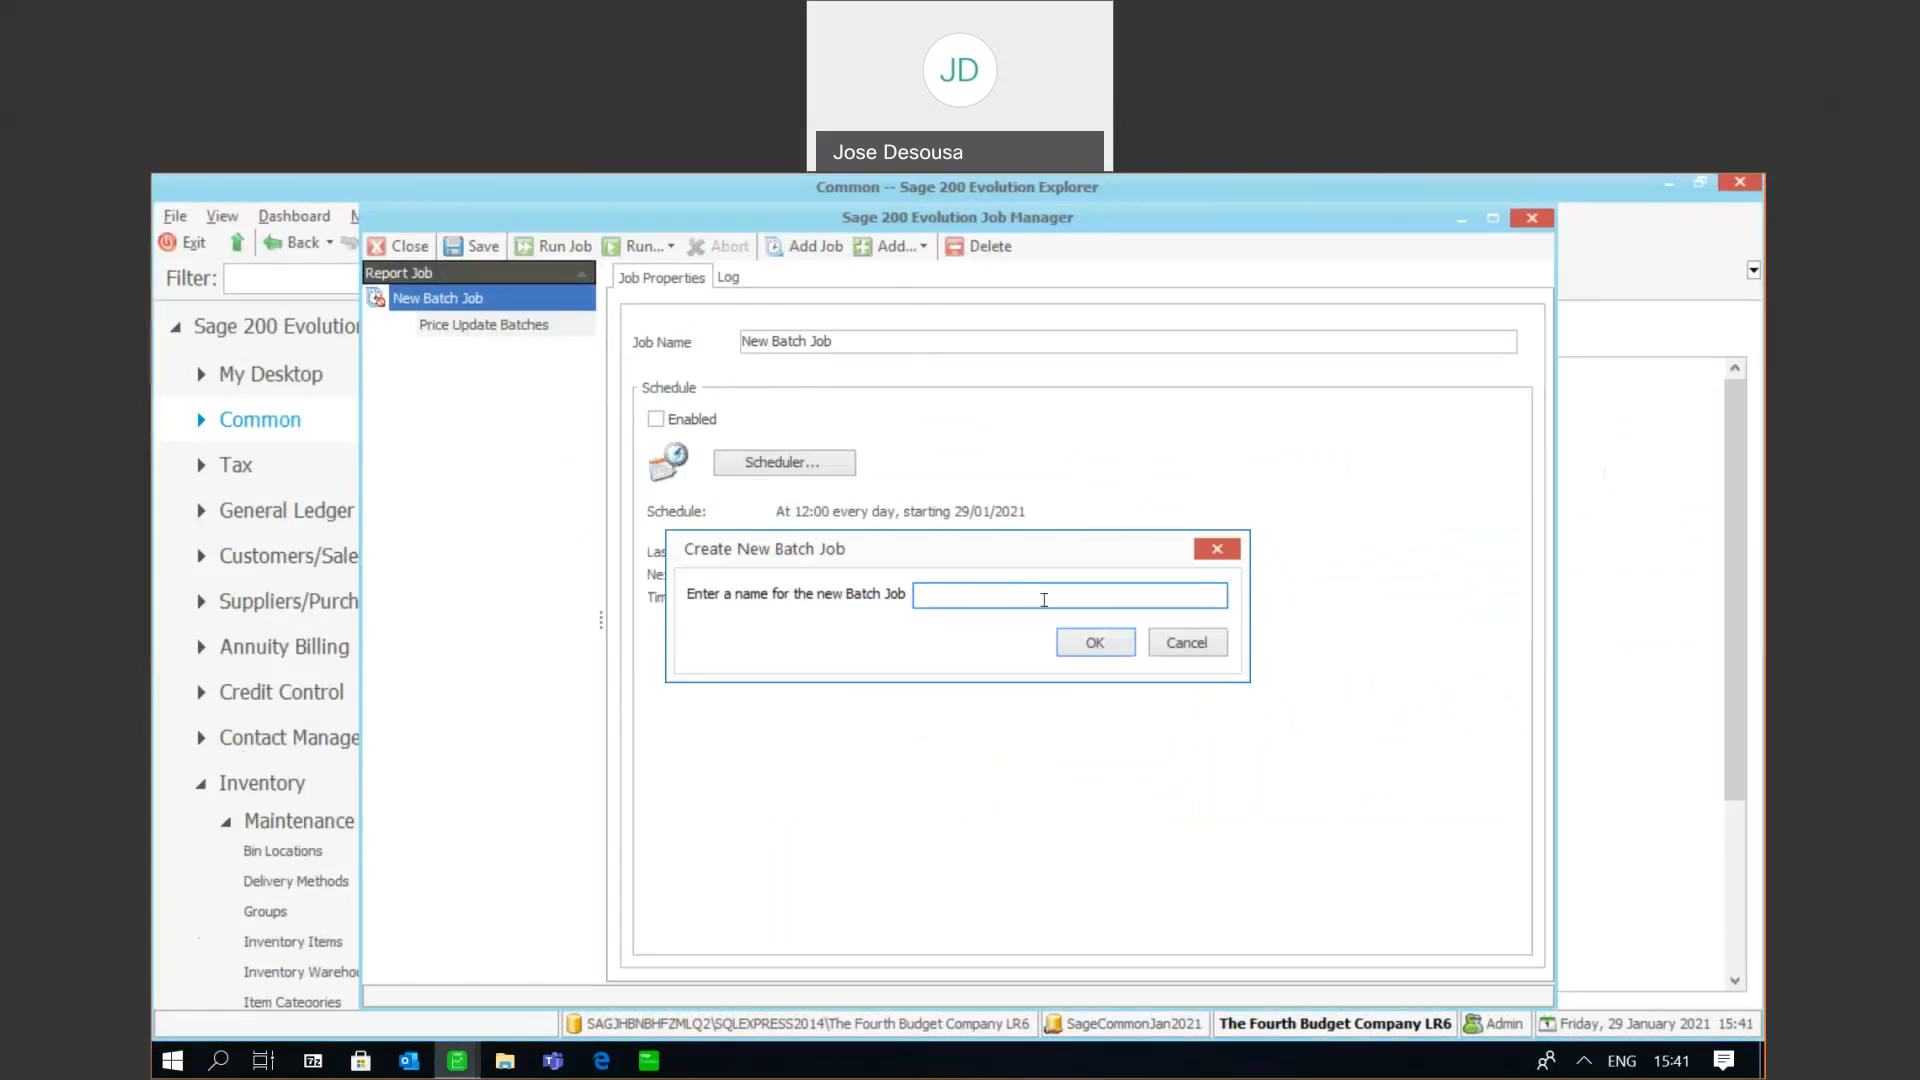 JD
Jose Desousa
Common -- Sage 200 Evolution Explorer
File View Dashboard
Sage 200 Evolution Job Manager
Exit Back
Close Save Run Job Run... Abort Add Job Add... Delete
Filter:
Report Job
Job Properties Log
New Batch Job
Price Update Batches
Job Name New Batch Job
Schedule
Enabled
Scheduler...
Schedule: At 12:00 every day, starting 29/01/2021
Create New Batch Job
Enter a name for the new Batch Job
OK Cancel
Sage 200 Evolution
My Desktop
Common
Tax
General Ledger
Customers/Sale
Suppliers/Purch
Annuity Billing
Credit Control
Contact Manage
Inventory
Maintenance
Bin Locations
Delivery Methods
Groups
Inventory Items
Inventory Wareho
Item Categories
SAGJHBNBHFZMLQ2\SQLEXPRESS2014\The Fourth Budget Company LR6 SageCommonJan2021 The Fourth Budget Company LR6 Admin Friday, 29 January 2021 15:41
ENG 15:41